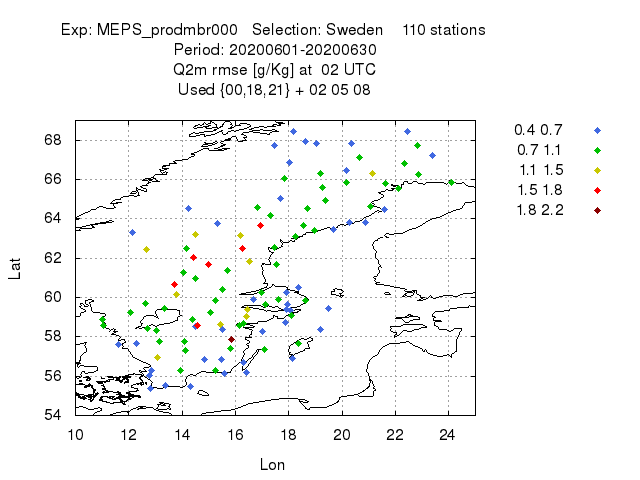 Exp: MEPS_prodmbr000 Selection: Sweden 110 stations
Period: 20200601-20200630
Q2m rmse [g/Kg] at 02 UTC
Used {00,18,21} + 02 05 08
68
66
64
62
60
58
56
54
Lat
10 12 14 16 18 20 22 24
Lon
0.4 0.7
0.7 1.1
1.1 1.5
1.5 1.8
1.8 2.2